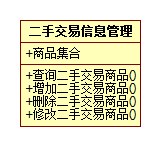 二手交易信息管理
+商品集合
+查询二手交易商品()
+增加二手交易商品()
+删除二手交易商品()
+修改二手交易商品()